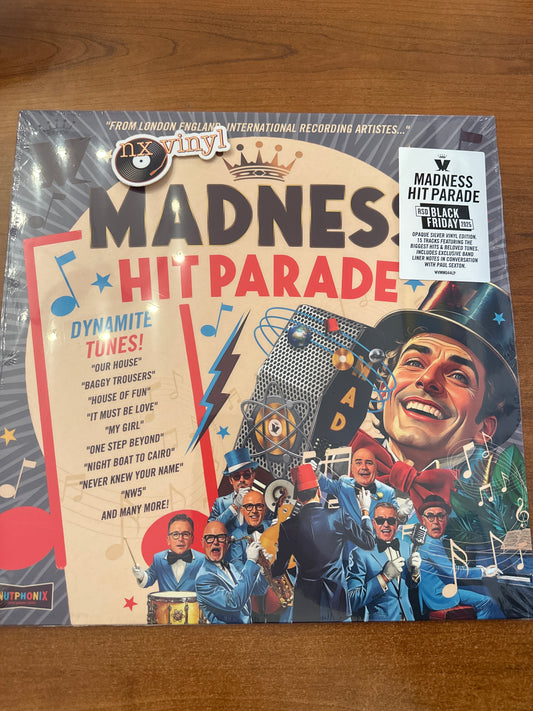 "FROM LONDON ENGLAND, INTERNATIONAL RECORDING ARTISTES..."
nx vinyl
MADNESS
HIT PARADE
DYNAMITE
TUNES!
"OUR HOUSE"
"BAGGY TROUSERS"
"HOUSE OF FUN"
"IT MUST BE LOVE"
"MY GIRL"
"ONE STEP BEYOND"
"NIGHT BOAT TO CAIRO"
"NEVER KNEW YOUR NAME"
"NW5"
AND MANY MORE!
MAD
NUTPHONIX
MADNESS
HIT PARADE
RSD BLACK FRIDAY 2025
OPAQUE SILVER VINYL EDITION.
15 TRACKS FEATURING THE
BIGGEST HITS & BELOVED TUNES.
INCLUDES EXCLUSIVE BAND
LINER NOTES IN CONVERSATION
WITH PAUL SEXTON.